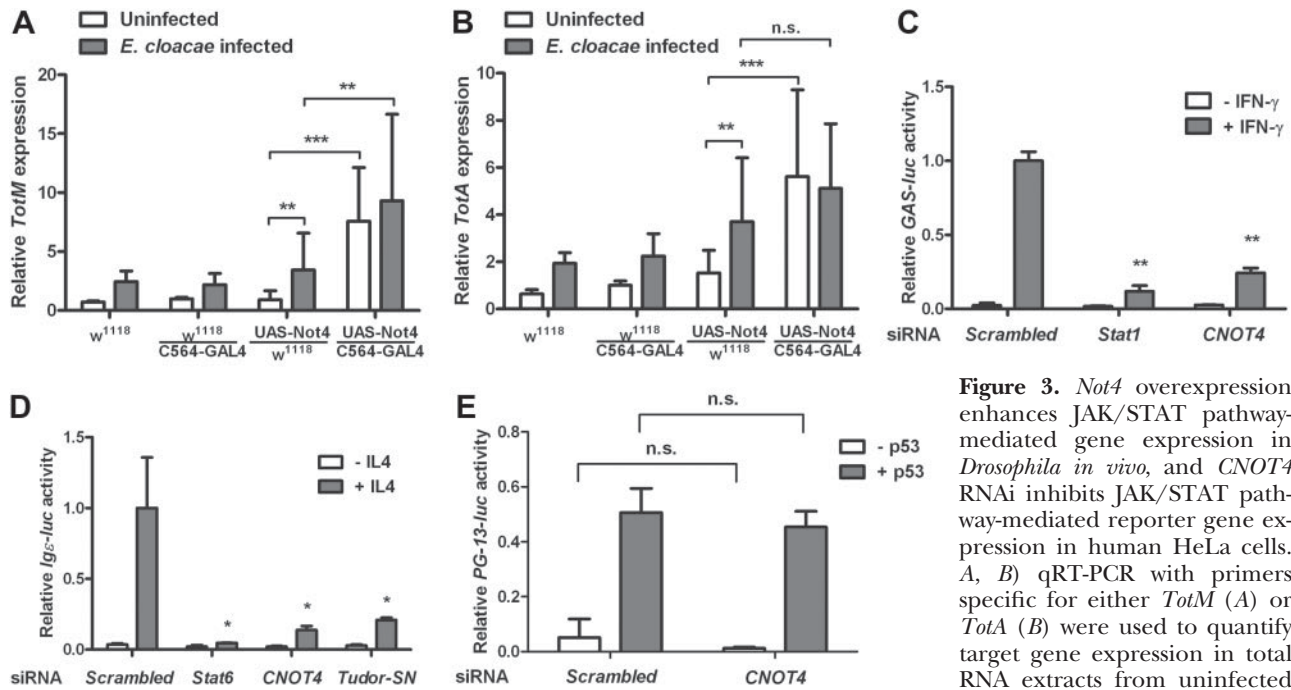 A
Uninfected
E. cloacae infected
Relative TotM expression
20
15
10
5
0
**
***
**
w1118
w1118
C564-GAL4
UAS-Not4
w1118
UAS-Not4
C564-GAL4
B
Uninfected
E. cloacae infected
n.s.
Relative TotA expression
10
8
6
4
2
0
***
**
w1118
w1118
C564-GAL4
UAS-Not4
w1118
UAS-Not4
C564-GAL4
C
Relative GAS-luc activity
1.5
1.0
0.5
0.0
- IFN-γ
+ IFN-γ
**
**
siRNA Scrambled Stat1 CNOT4
D
Relative Igε-luc activity
1.5
1.0
0.5
0.0
- IL4
+ IL4
*
*
*
siRNA Scrambled Stat6 CNOT4 Tudor-SN
E
Relative PG-13-luc activity
0.8
0.6
0.4
0.2
0.0
n.s.
n.s.
- p53
+ p53
siRNA Scrambled CNOT4
Figure 3. Not4 overexpression
enhances JAK/STAT pathway-
mediated gene expression in
Drosophila in vivo, and CNOT4
RNAi inhibits JAK/STAT path-
way-mediated reporter gene ex-
pression in human HeLa cells.
A, B) qRT-PCR with primers
specific for either TotM (A) or
TotA (B) were used to quantify
target gene expression in total
RNA extracts from uninfected